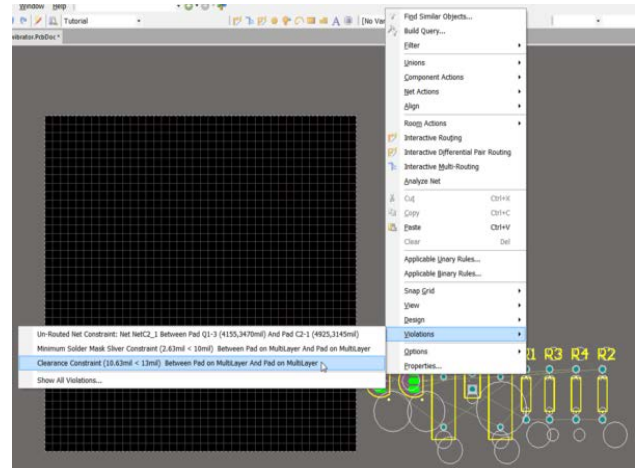 Window Help
Tutorial
[No Var
vibrator.PcbDoc *
Find Similar Objects...
Build Query...
Filter
Unions
Component Actions
Net Actions
Align
Room Actions
Interactive Routing
Interactive Differential Pair Routing
Interactive Multi-Routing
Analyze Net
Cut Ctrl+X
Copy Ctrl+C
Paste Ctrl+V
Clear Del
Applicable Unary Rules...
Applicable Binary Rules...
Snap Grid
View
Design
Violations
Options
Properties...
Un-Routed Net Constraint: Net NetC2_1 Between Pad Q1-3 (4155,3470mil) And Pad C2-1 (4925,3145mil)
Minimum Solder Mask Sliver Constraint (2.63mil < 10mil) Between Pad on MultiLayer And Pad on MultiLayer
Clearance Constraint (10.63mil < 13mil) Between Pad on MultiLayer And Pad on MultiLayer
Show All Violations...
R3 R4 R2